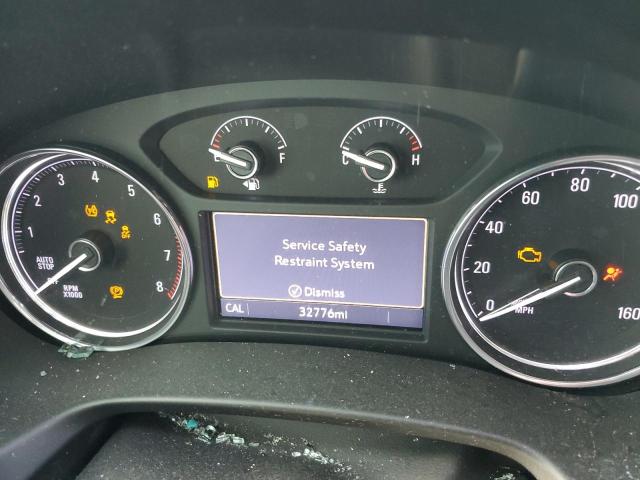 E F
C H
1 2 3 4 5 6 7 8
AUTO
STOP
OFF
RPM
X1000
Service Safety
Restraint System
Dismiss
CAL 32776mi
0 20 40 60 80 100 160
MPH